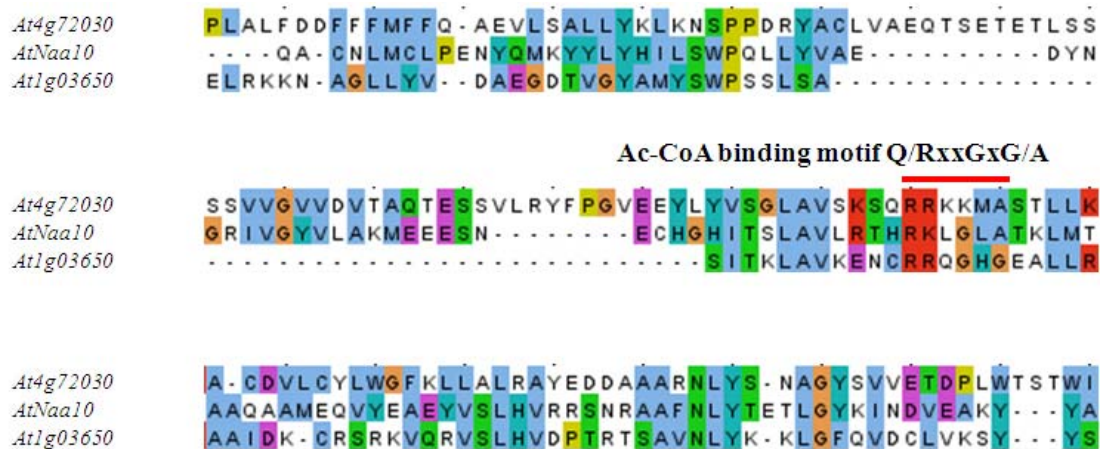 At4g72030 PLALFDDFFFMFFQ-AEVLSALLYKLKNSPPDRYACLVAEQTSETETLSS
AtNaa10 ----QA-CNLMCLPENYQMKYYLYHILSWPQLLYVAE----------DYN
At1g03650 ELRKKN-AGLLYV--DAEGDTVGYAMYSWPSSLSA---------------
Ac-CoA binding motif Q/RxxGxG/A
At4g72030 SSVVGVVDVTAQTESSVLRYFPGVEEYLYVSGLAVSKSQRRKKMASTLLK
AtNaa10 GRIVGYVLAKMEEESN--------ECHGHITSLAVLRTHRKLGLATKLMT
At1g03650 ----------------------------SITKLAVKENCRRQGHGEALLR
At4g72030 A-CDVLCYLWGFKLLALRAYEDDAAARNLYS-NAGYSVVETDPLWTSTWI
AtNaa10 AAQAAMEQVYEAEYVSLHVRRSNRAAFNLYTETLGYKINDVEAKY---YA
At1g03650 AAIDK-CRSRKVQRVSLHVDPTRTSAVNLYK-KLGFQVDCLVKSY---YS